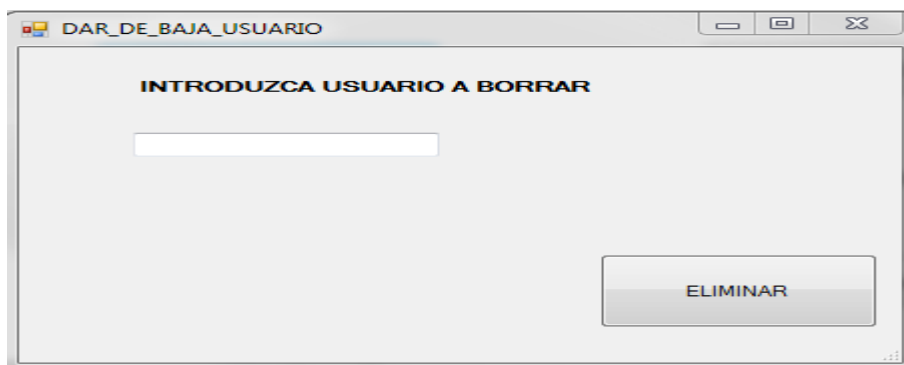 DAR_DE_BAJA_USUARIO
INTRODUZCA USUARIO A BORRAR
ELIMINAR